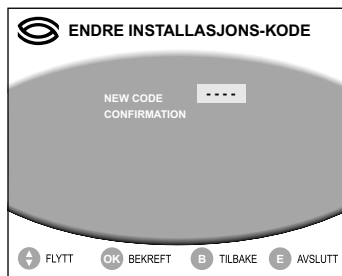 ENDRE INSTALLASJONS-KODE
NEW CODE - - - -
CONFIRMATION
FLYTT OK BEKREFT B TILBAKE E AVSLUTT